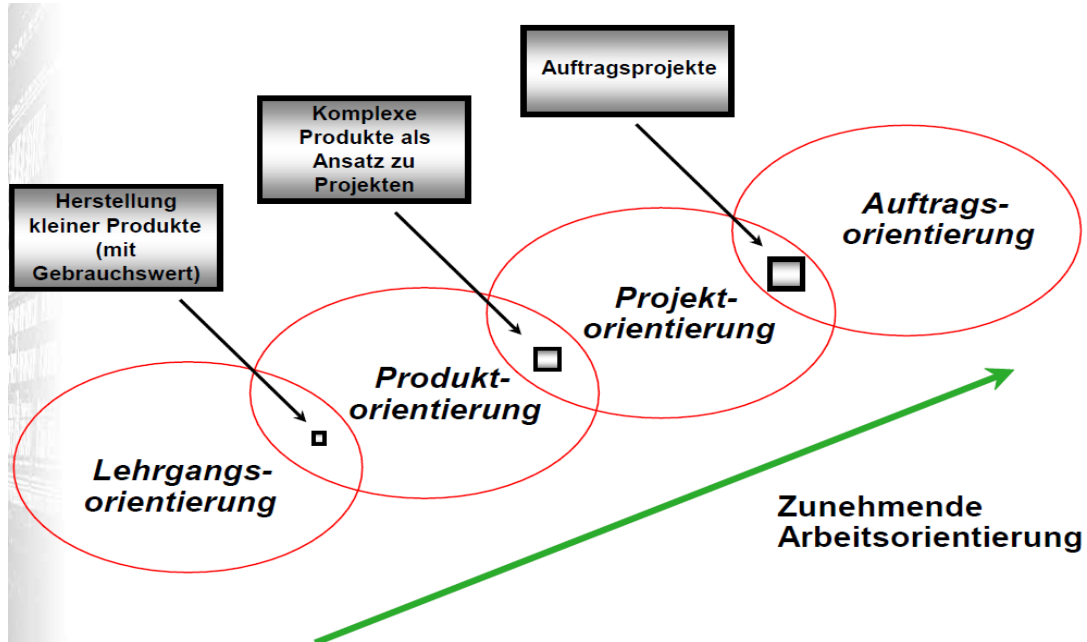 Auftragsprojekte
Komplexe
Produkte als
Ansatz zu
Projekten
Herstellung
kleiner Produkte
(mit
Gebrauchswert)
Auftrags-
orientierung
Projekt-
orientierung
Produkt-
orientierung
Lehrgangs-
orientierung
Zunehmende
Arbeitsorientierung